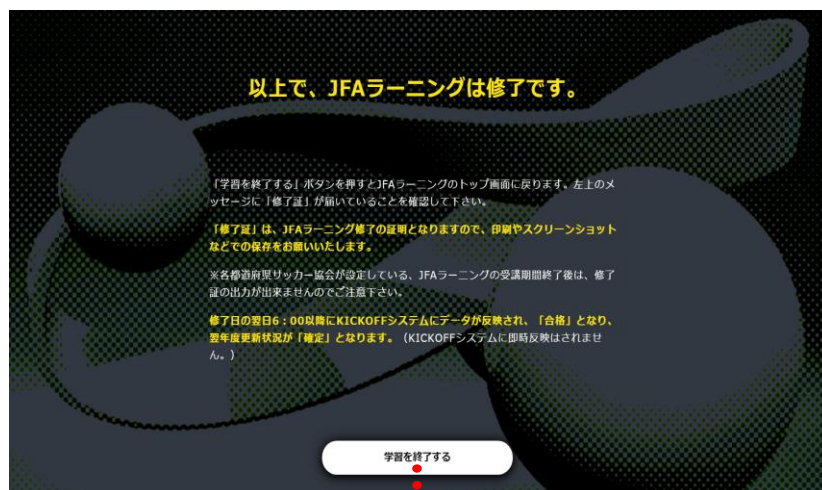 以上で、JFAラーニングは修了です。
「学習を終了する」ボタンを押すとJFAラーニングのトップ画面に戻ります。左上のメ
ッセージに「修了証」が届いていることを確認して下さい。
「修了証」は、JFAラーニング修了の証明となりますので、印刷やスクリーンショット
などでの保存をお願いいたします。
※各都道府県サッカー協会が設定している、JFAラーニングの受講期間終了後は、修了
証の出力が出来ませんのでご注意下さい。
修了日の翌日6：00以降にKICKOFFシステムにデータが反映され、「合格」となり、
翌年度更新状況が「確定」となります。（KICKOFFシステムに即時反映はされませ
ん。）
学習を終了する